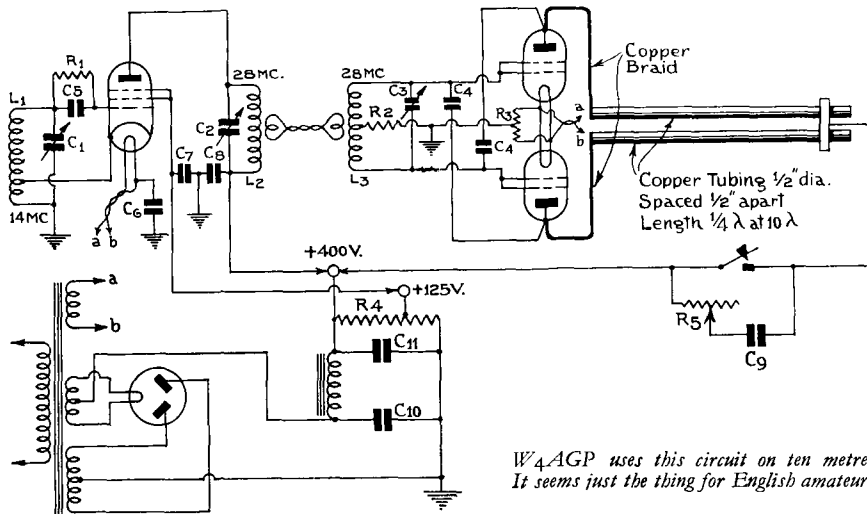 R1
L1
C5
C1
14MC
a b
C6
C7
C8
28MC.
C2
L2
28MC
C3
C4
R2
R3
C4
L3
a
b
Copper
Braid
Copper Tubing 1/2" dia.
Spaced 1/2" apart
Length 1/4 λ at 10 λ
+400V.
+125V.
R4
C11
C10
R5
C9
a
b
W4AGP uses this circuit on ten metre
It seems just the thing for English amateur